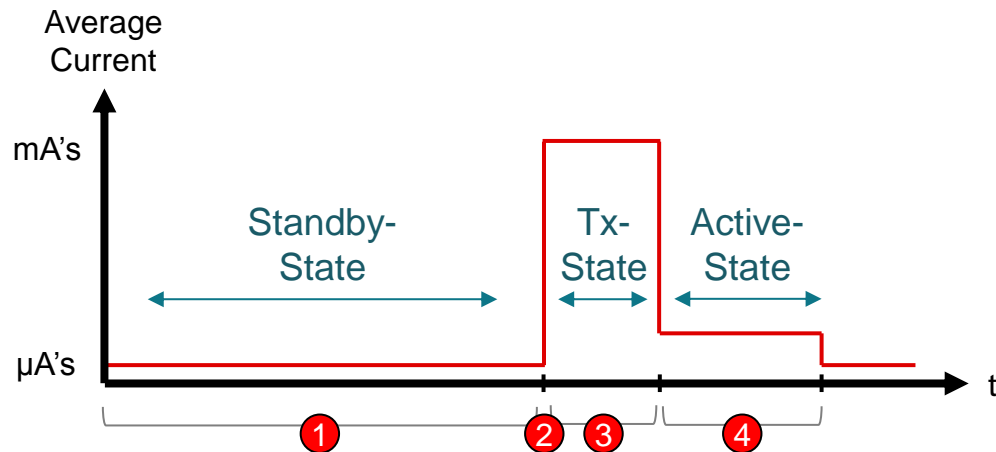 Average
Current
mA's
Standby-
State
Tx-
State
Active-
State
µA's
t
1
2
3
4